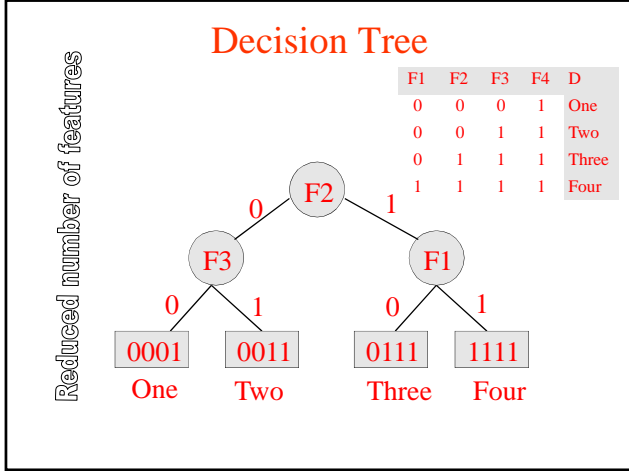 Decision Tree
Reduced number of features
F1 F2 F3 F4 D
0 0 0 1 One
0 0 1 1 Two
0 1 1 1 Three
1 1 1 1 Four
F2
0 1
F3 F1
0 1 0 1
0001 0011 0111 1111
One Two Three Four